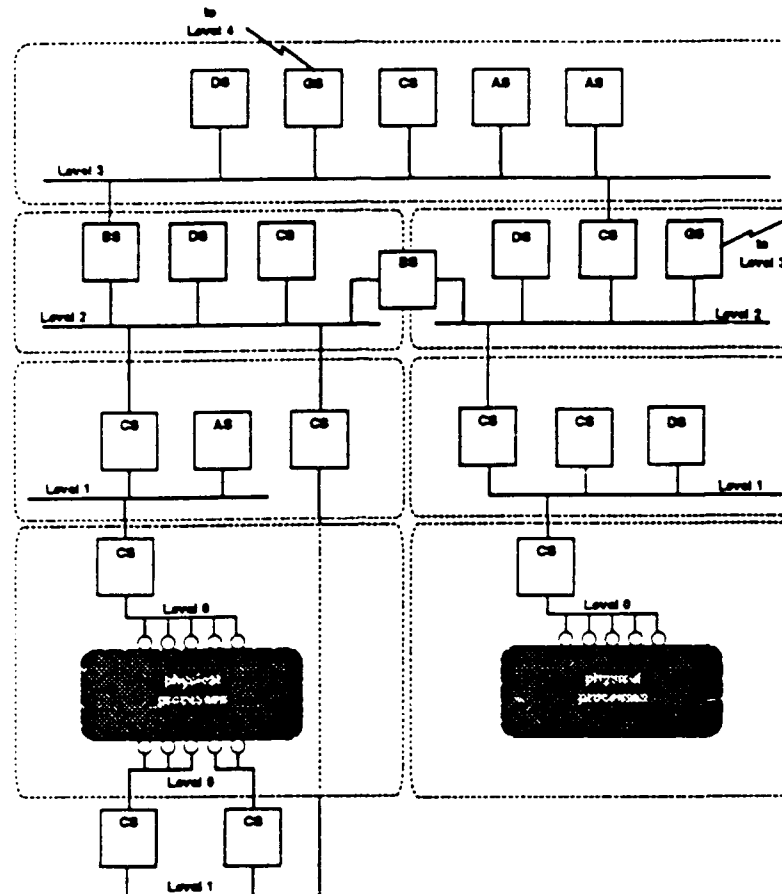 to
Level 4
DS
GS
CS
AS
AS
Level 3
BS
DS
CS
BS
DS
CS
GS
to
Level 3
Level 2
Level 2
CS
AS
CS
CS
CS
DS
Level 1
Level 1
CS
CS
Level 0
Level 0
physical
processes
physical
processes
Level 0
CS
CS
Level 1